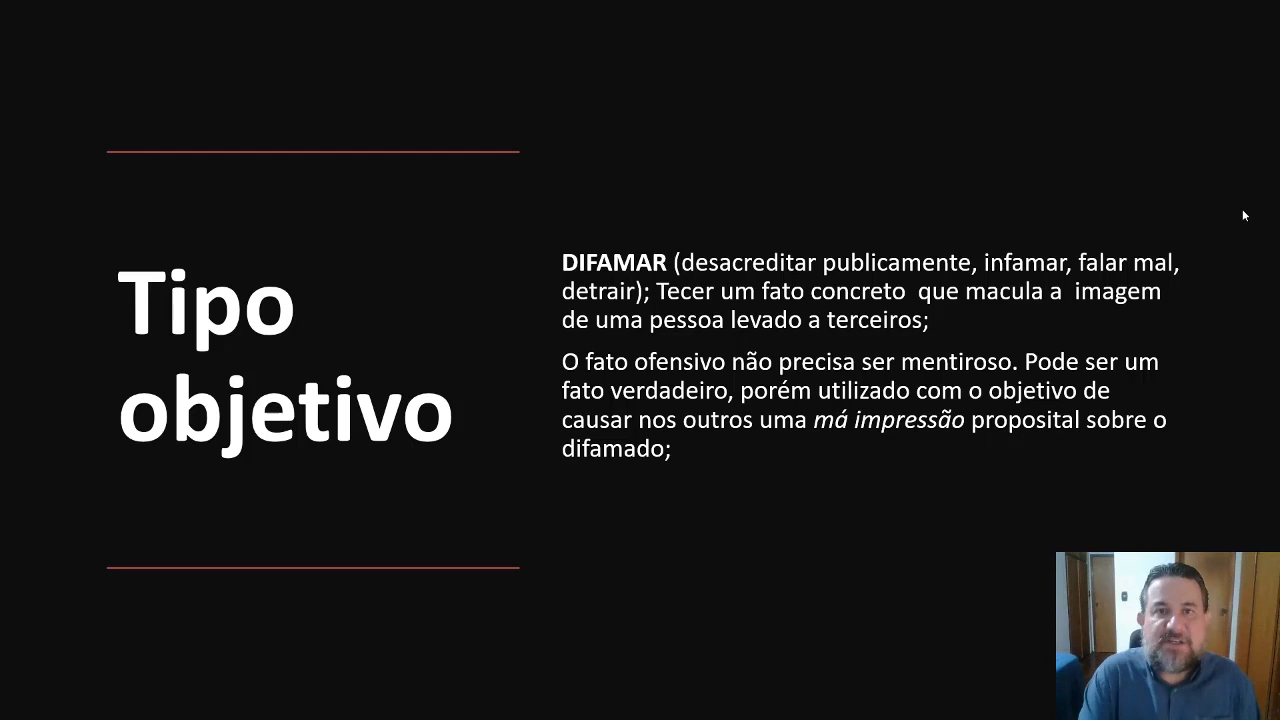 Tipo
objetivo
DIFAMAR (desacreditar publicamente, infamar, falar mal,
detrair); Tecer um fato concreto  que macula a  imagem
de uma pessoa levado a terceiros;
O fato ofensivo não precisa ser mentiroso. Pode ser um
fato verdadeiro, porém utilizado com o objetivo de
causar nos outros uma má impressão proposital sobre o
difamado;